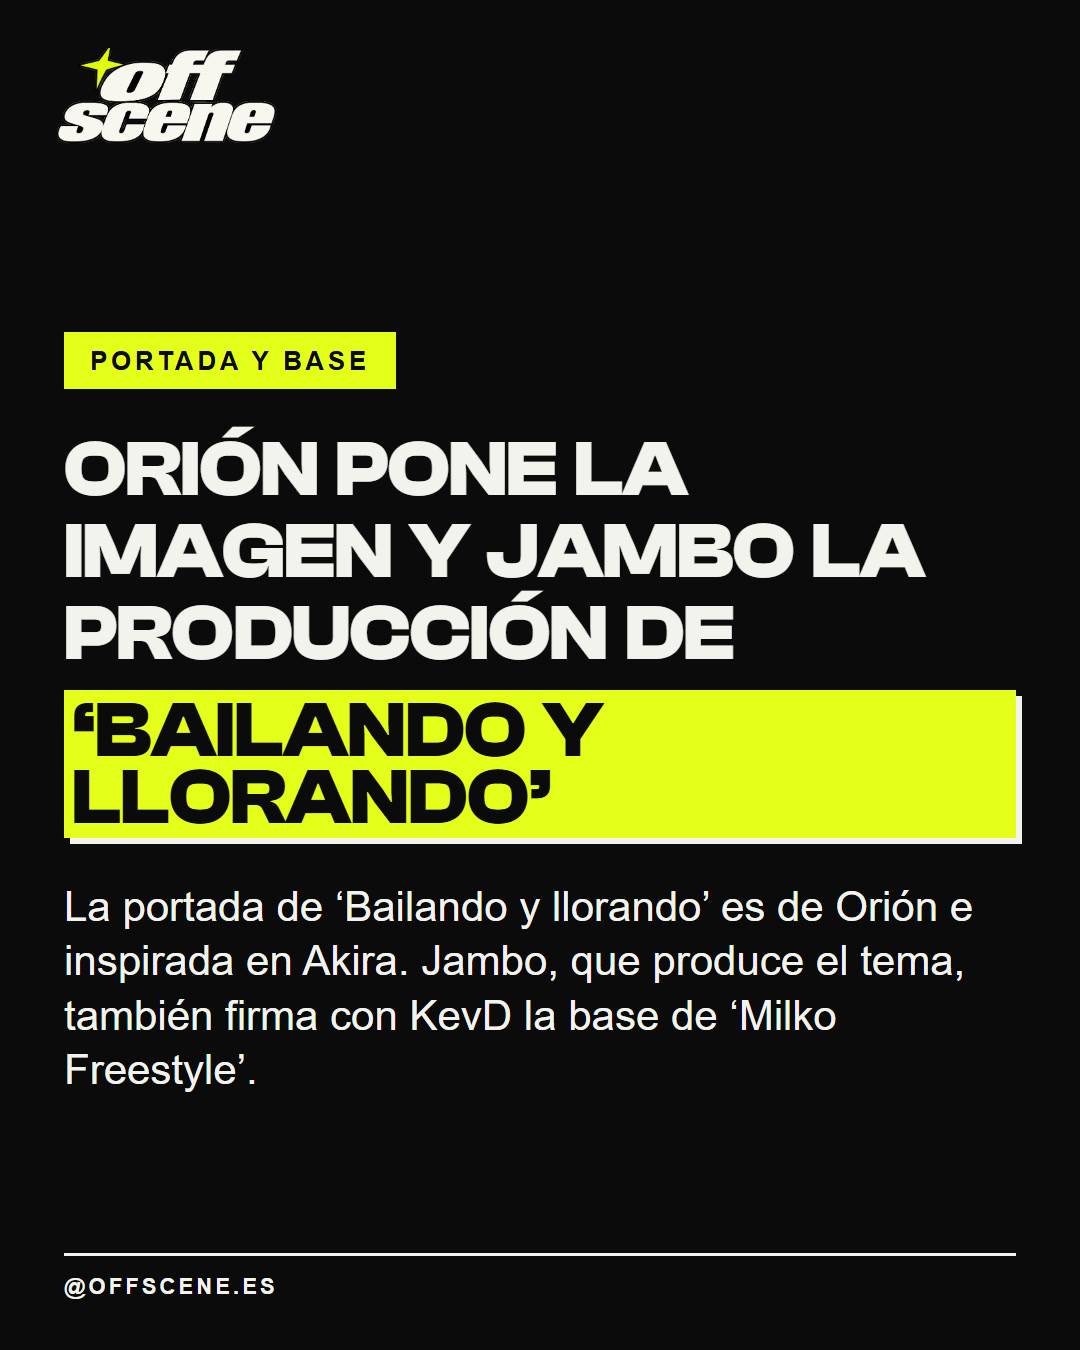 off
scene
PORTADA Y BASE
ORIÓN PONE LA
IMAGEN Y JAMBO LA
PRODUCCIÓN DE
‘BAILANDO Y
LLORANDO’
La portada de ‘Bailando y llorando’ es de Orión e
inspirada en Akira. Jambo, que produce el tema,
también firma con KevD la base de ‘Milko
Freestyle’.
@OFFSCENE.ES